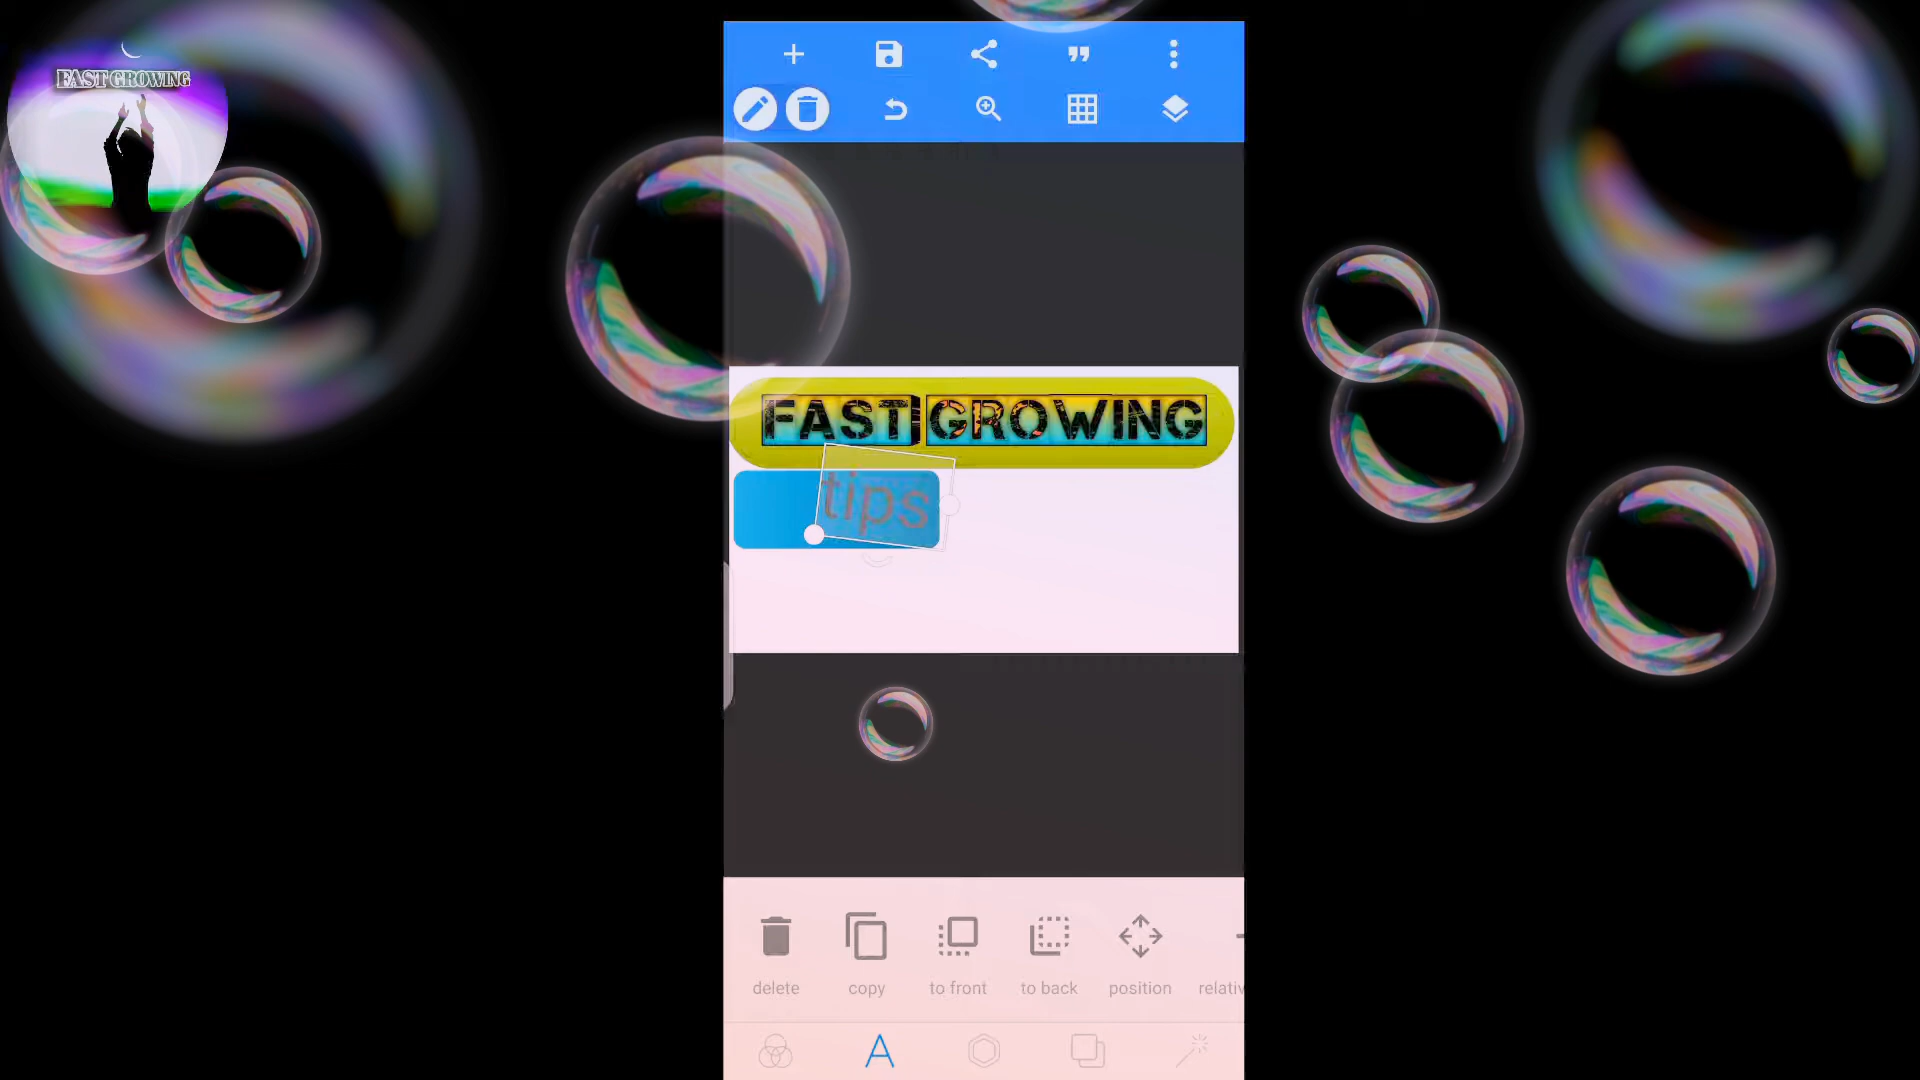 FAST GROWING
FAST GROWING
tips
delete copy to front to back position relativ